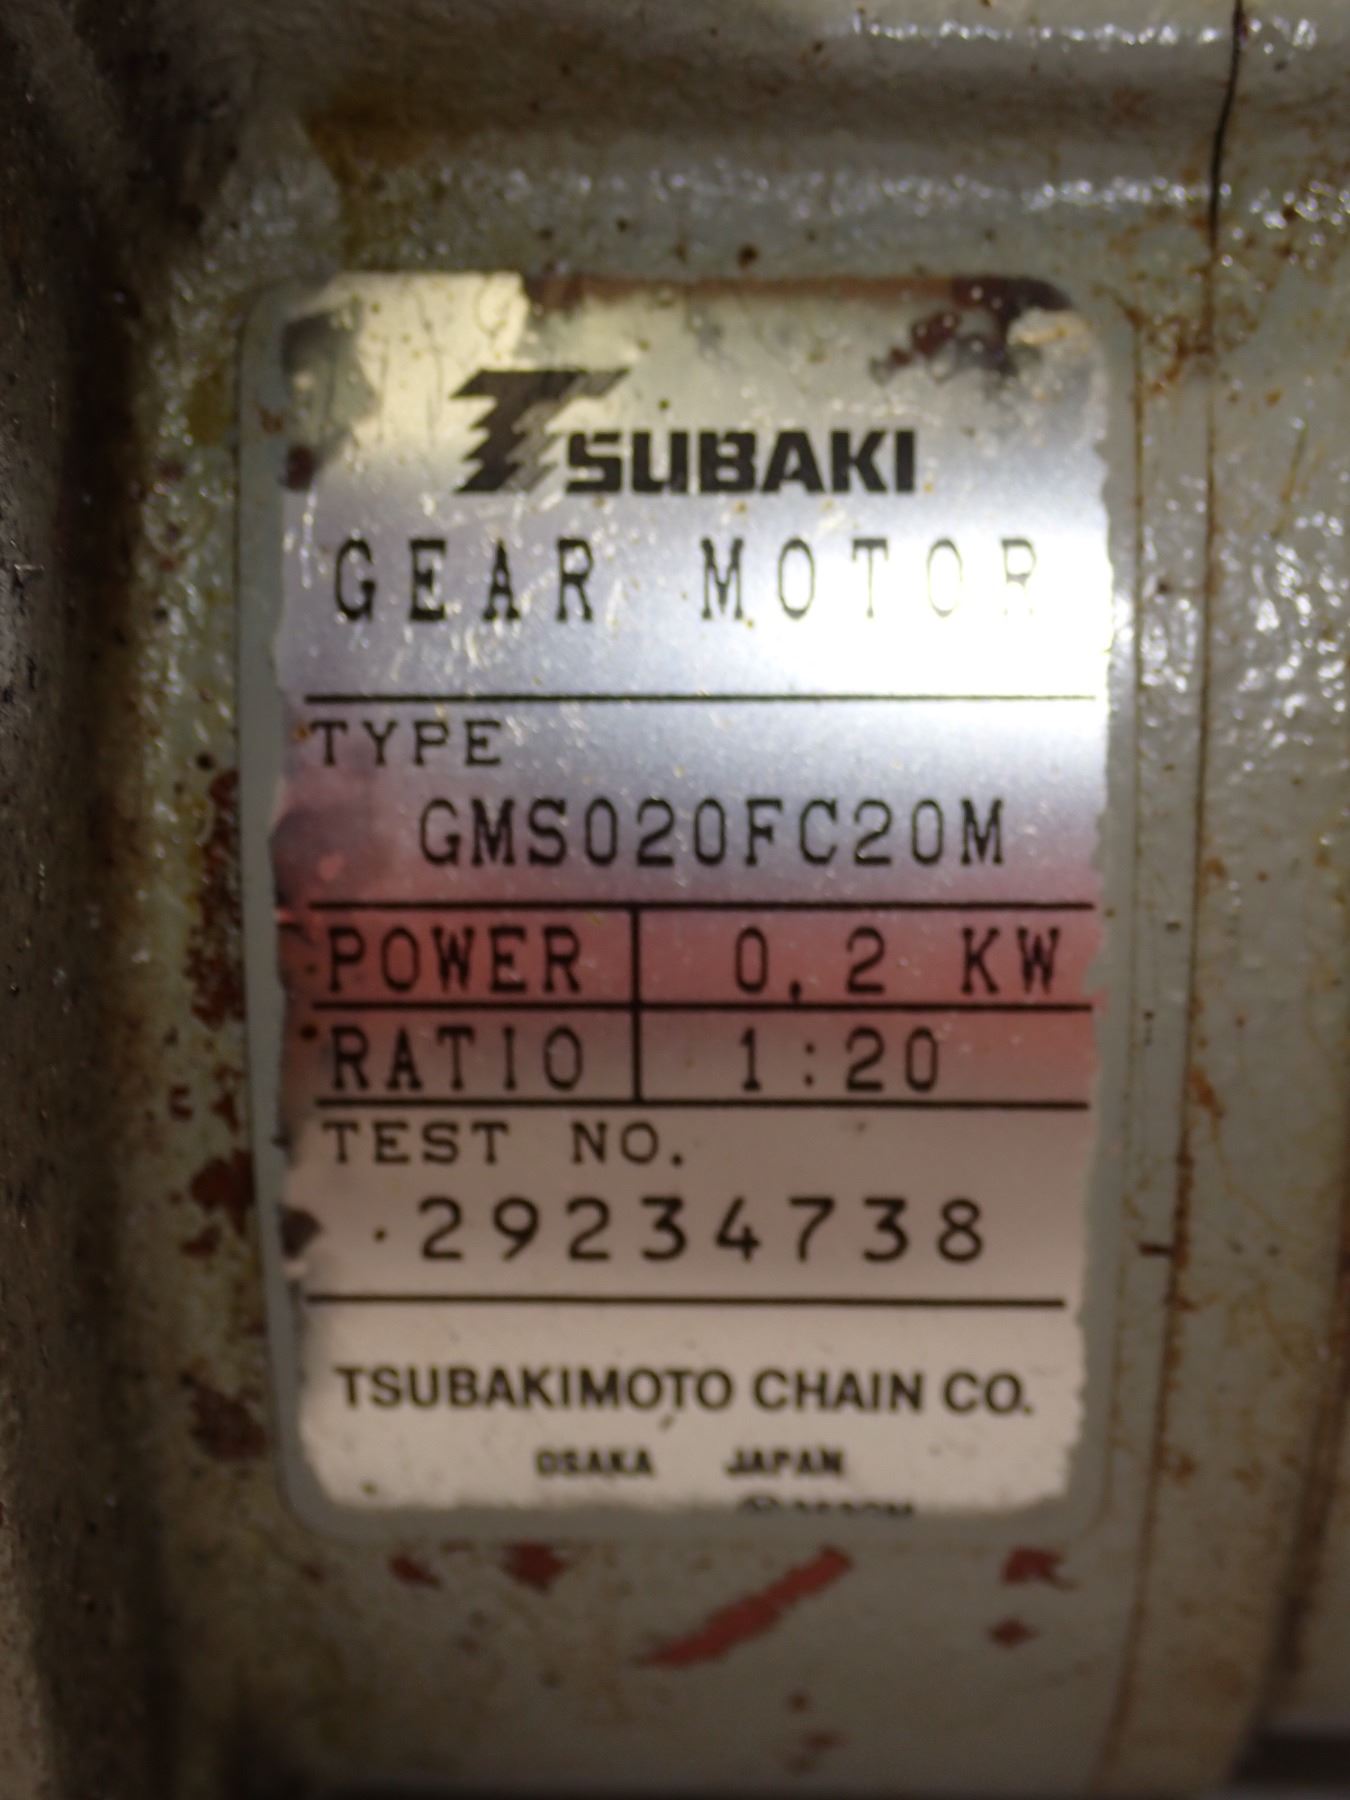 TSUBAKI
GEAR MOTOR
TYPE
GMS020FC20M
POWER 0.2 KW
RATIO 1:20
TEST NO.
29234738
TSUBAKIMOTO CHAIN CO.
OSAKA JAPAN